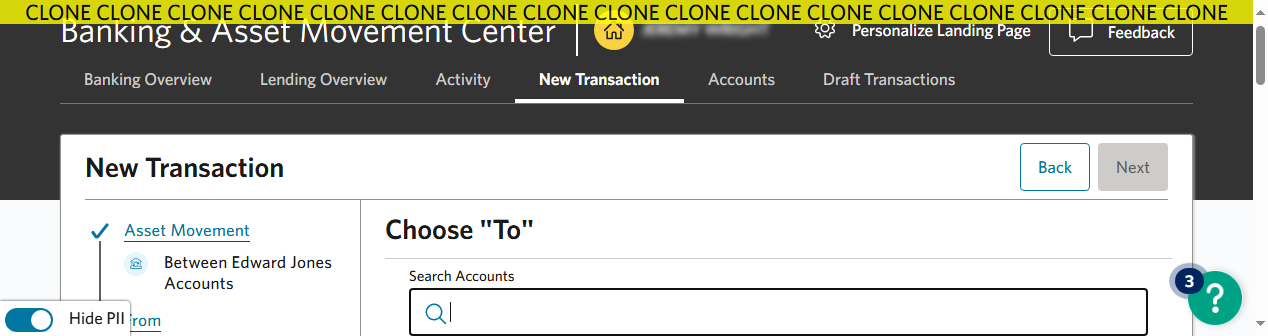 CLONE CLONE CLONE CLONE CLONE CLONE CLONE CLONE CLONE CLONE CLONE CLONE CLONE CLONE CLONE CLONE CLONE
Banking & Asset Movement Center
Personalize Landing Page
Feedback
Banking Overview Lending Overview Activity New Transaction Accounts Draft Transactions
New Transaction
Back Next
Asset Movement
Between Edward Jones
Accounts
From
Choose "To"
Search Accounts
3
?
Hide PII